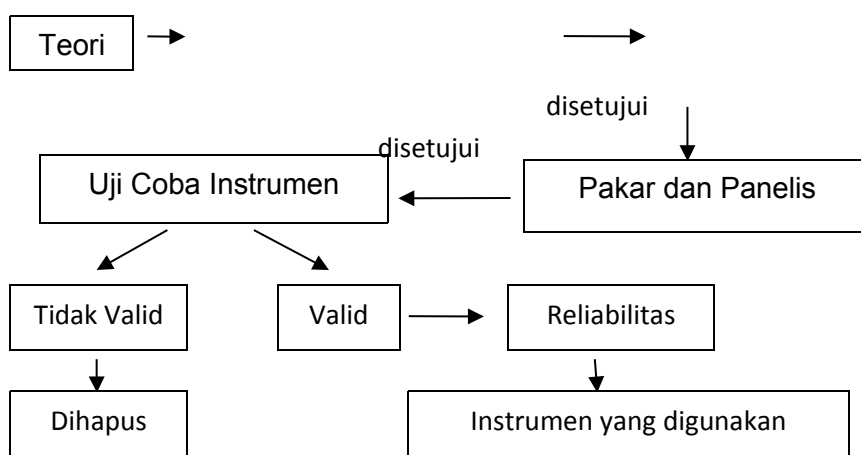 Teori
disetujui
disetujui
Uji Coba Instrumen
Pakar dan Panelis
Tidak Valid
Valid
Reliabilitas
Dihapus
Instrumen yang digunakan